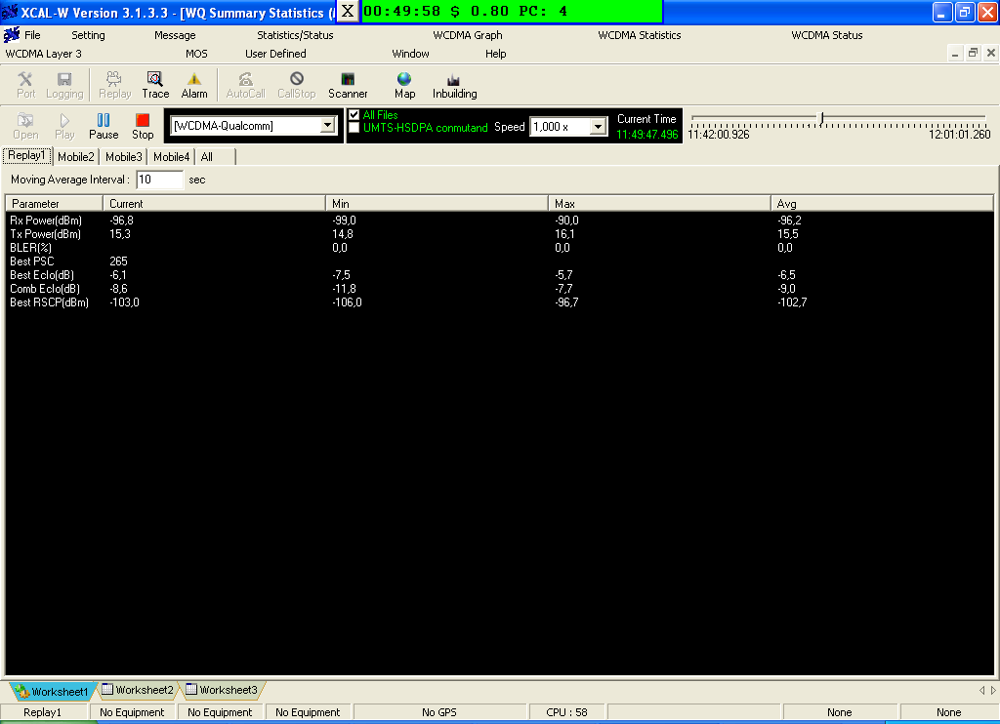 XCAL-W Version 3.1.3.3 - [WQ Summary Statistics (
X 00:49:58 $ 0.80 PC: 4
File Setting Message Statistics/Status WCDMA Graph WCDMA Statistics WCDMA Status
WCDMA Layer 3 MOS User Defined Window Help
Port Logging Replay Trace Alarm AutoCall CallStop Scanner Map Inbuilding
Open Play Pause Stop [WCDMA-Qualcomm]
All Files
UMTS-HSDPA conmutand
Speed 1,000 x
Current Time
11:49:47.496
11:42:00.926 12:01:01.260
Replay1 Mobile2 Mobile3 Mobile4 All
Moving Average Interval : 10 sec
Parameter Current Min Max Avg
Rx Power(dBm) -96,8 -99,0 -90,0 -96,2
Tx Power(dBm) 15,3 14,8 16,1 15,5
BLER(%) 0,0 0,0 0,0
Best PSC 265
Best EcIo(dB) -6,1 -7,5 -5,7 -6,5
Comb EcIo(dB) -8,6 -11,8 -7,7 -9,0
Best RSCP(dBm) -103,0 -106,0 -96,7 -102,7
Worksheet1 Worksheet2 Worksheet3
Replay1 No Equipment No Equipment No Equipment No GPS CPU : 58 None None